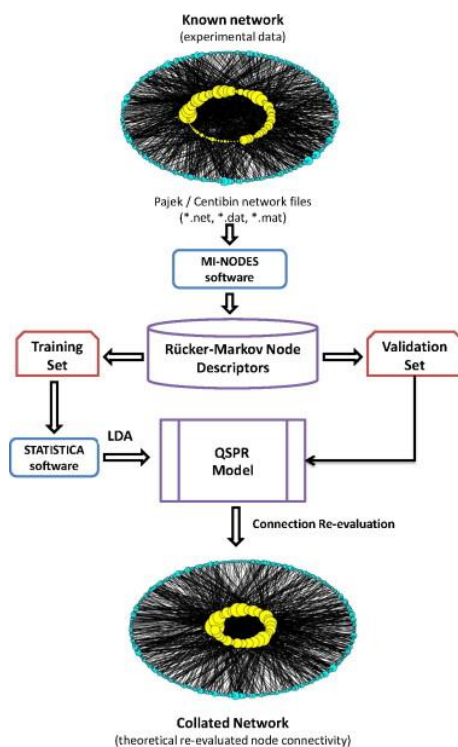 Known network
(experimental data)
Pajek / Centibin network files
(*.net, *.dat, *.mat)
MI-NODES
software
Rücker-Markov Node
Descriptors
Training
Set
Validation
Set
STATISTICA
software
LDA
QSPR
Model
Connection Re-evaluation
Collated Network
(theoretical re-evaluated node connectivity)